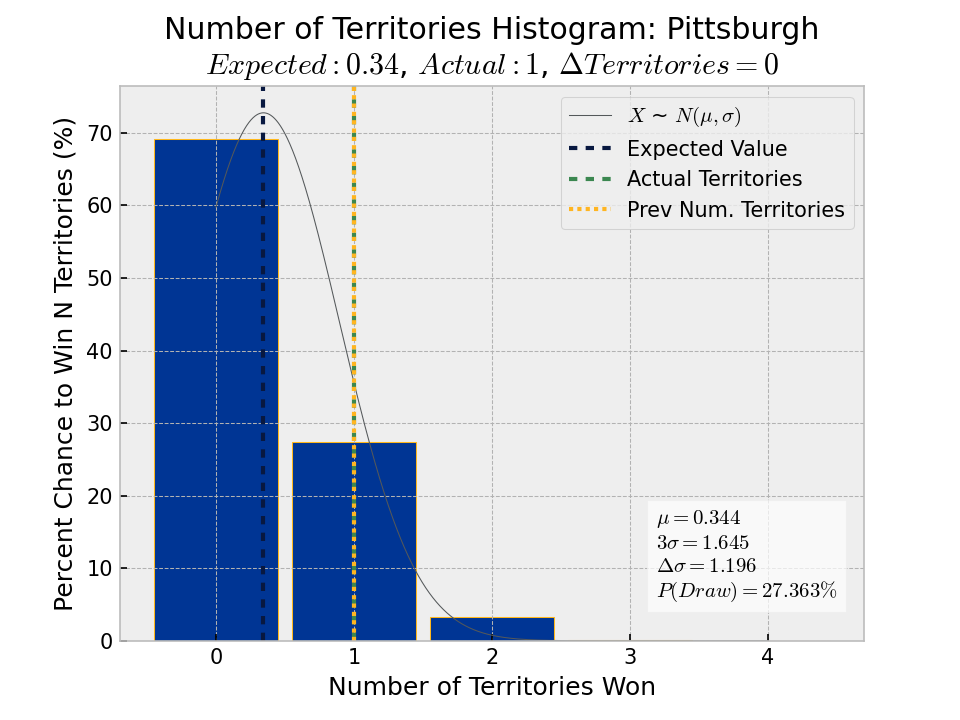 Number of Territories Histogram: Pittsburgh
Expected : 0.34, Actual : 1, ΔTerritories = 0
Percent Chance to Win N Territories (%)
70
60
50
40
30
20
10
0
X ~ N(μ, σ)
Expected Value
Actual Territories
Prev Num. Territories
μ = 0.344
3σ = 1.645
Δσ = 1.196
P(Draw) = 27.363%
0 1 2 3 4
Number of Territories Won